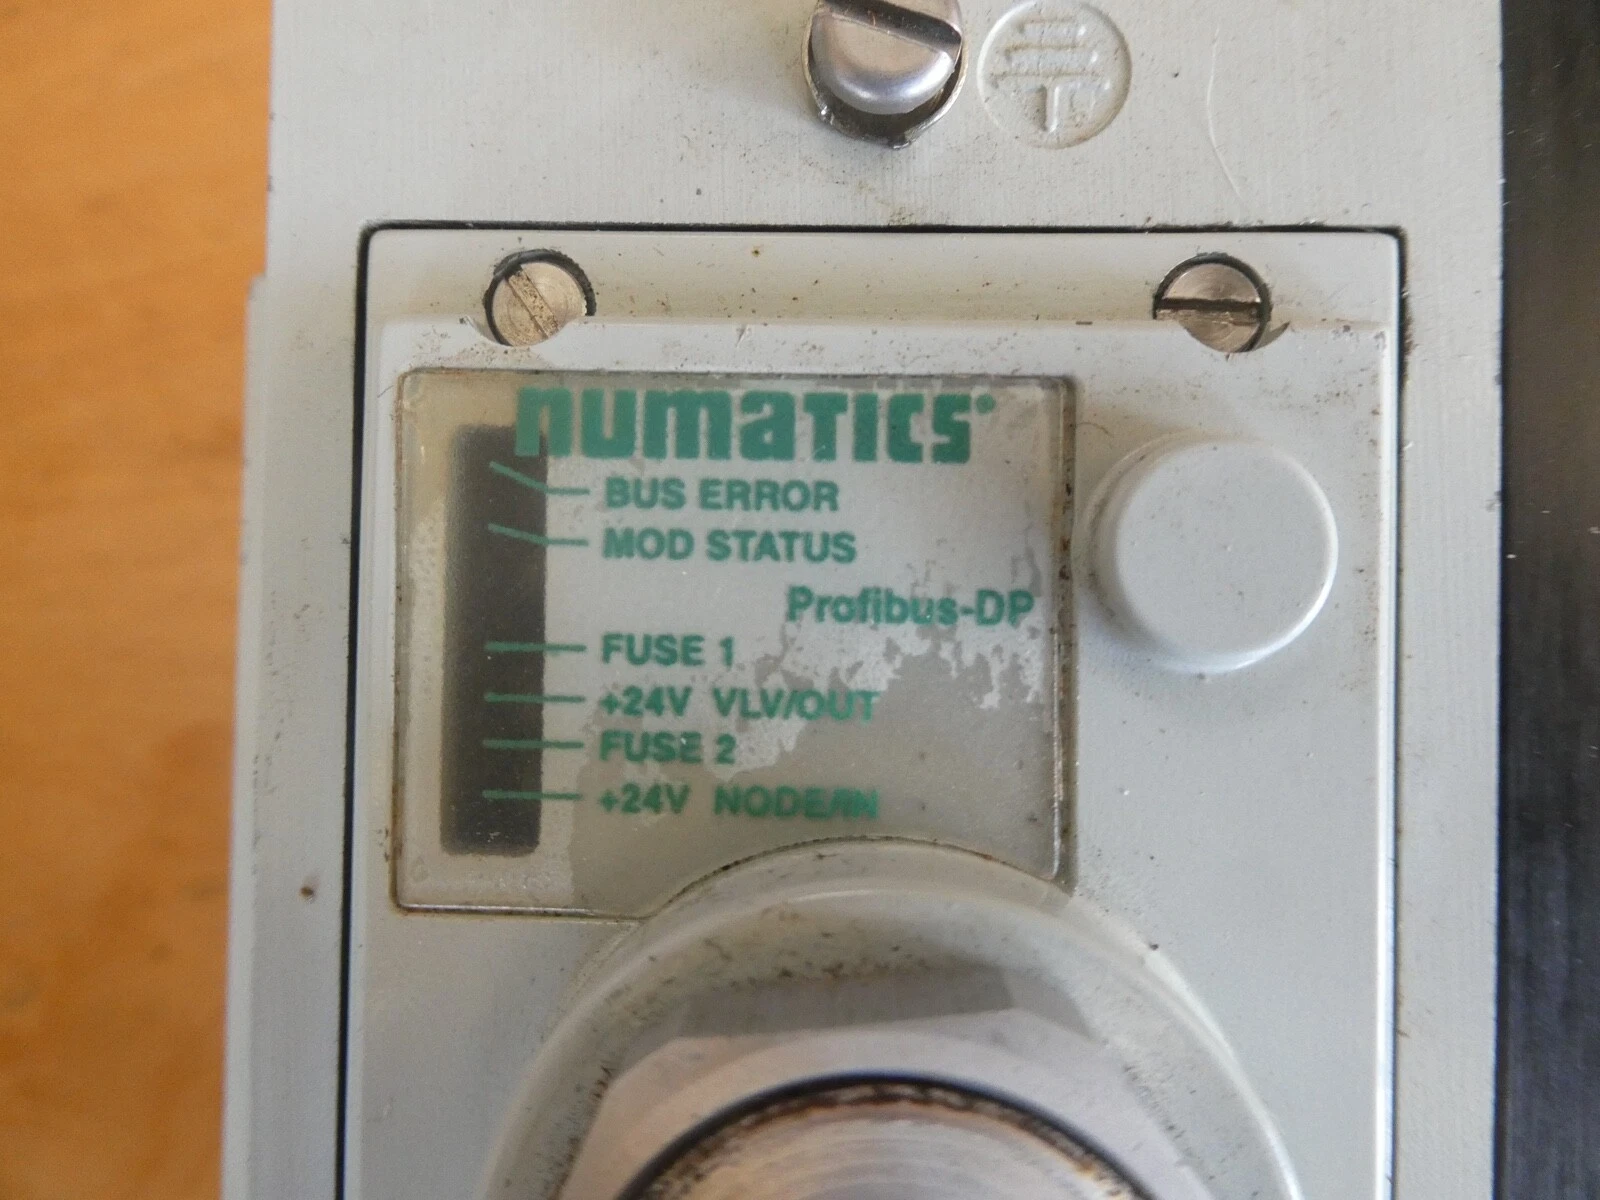 numatics®
BUS ERROR
MOD STATUS
Profibus-DP
FUSE 1
+24V VLV/OUT
FUSE 2
+24V NODE/IN